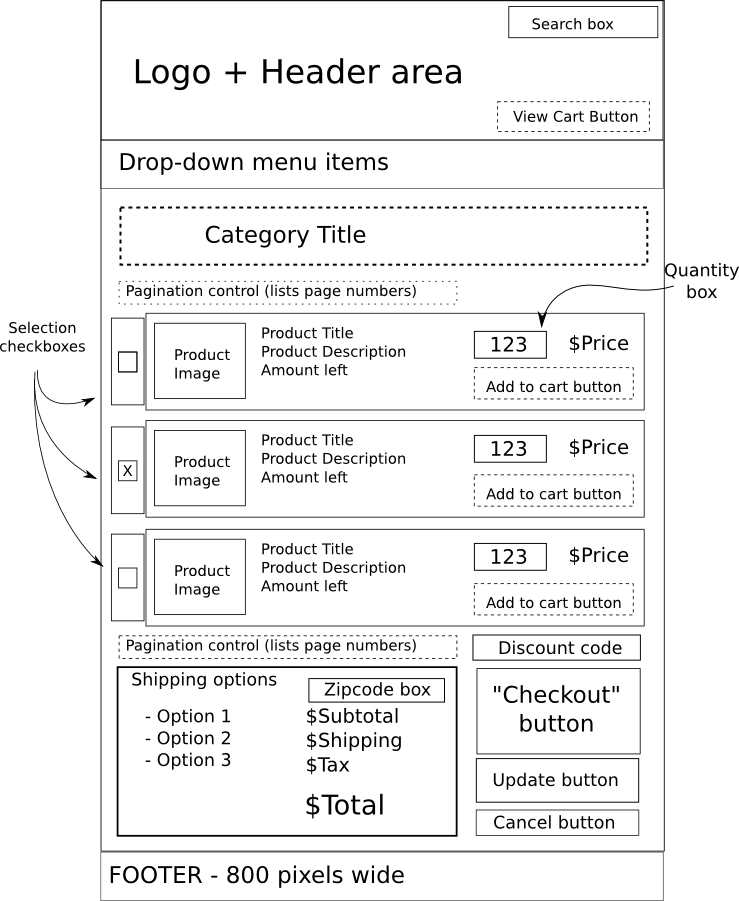 Search box
Logo + Header area
View Cart Button
Drop-down menu items
Category Title
Quantity
box
Pagination control (lists page numbers)
Selection
checkboxes
Product
Image
Product Title
Product Description
Amount left
123
$Price
Add to cart button
X
Product
Image
Product Title
Product Description
Amount left
123
$Price
Add to cart button
Product
Image
Product Title
Product Description
Amount left
123
$Price
Add to cart button
Pagination control (lists page numbers)
Discount code
Shipping options
- Option 1
- Option 2
- Option 3
Zipcode box
$Subtotal
$Shipping
$Tax
$Total
"Checkout"
button
Update button
Cancel button
FOOTER - 800 pixels wide